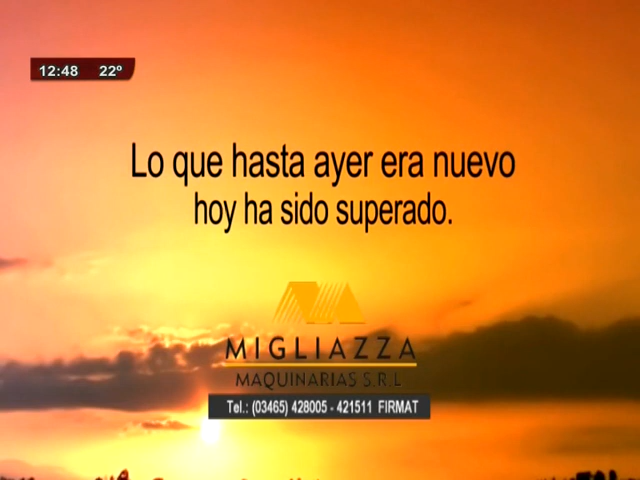 12:48 22º
Lo que hasta ayer era nuevo
hoy ha sido superado.
MIGLIAZZA
MAQUINARIAS S.R.L
Tel.: (03465) 428005 - 421511 FIRMAT